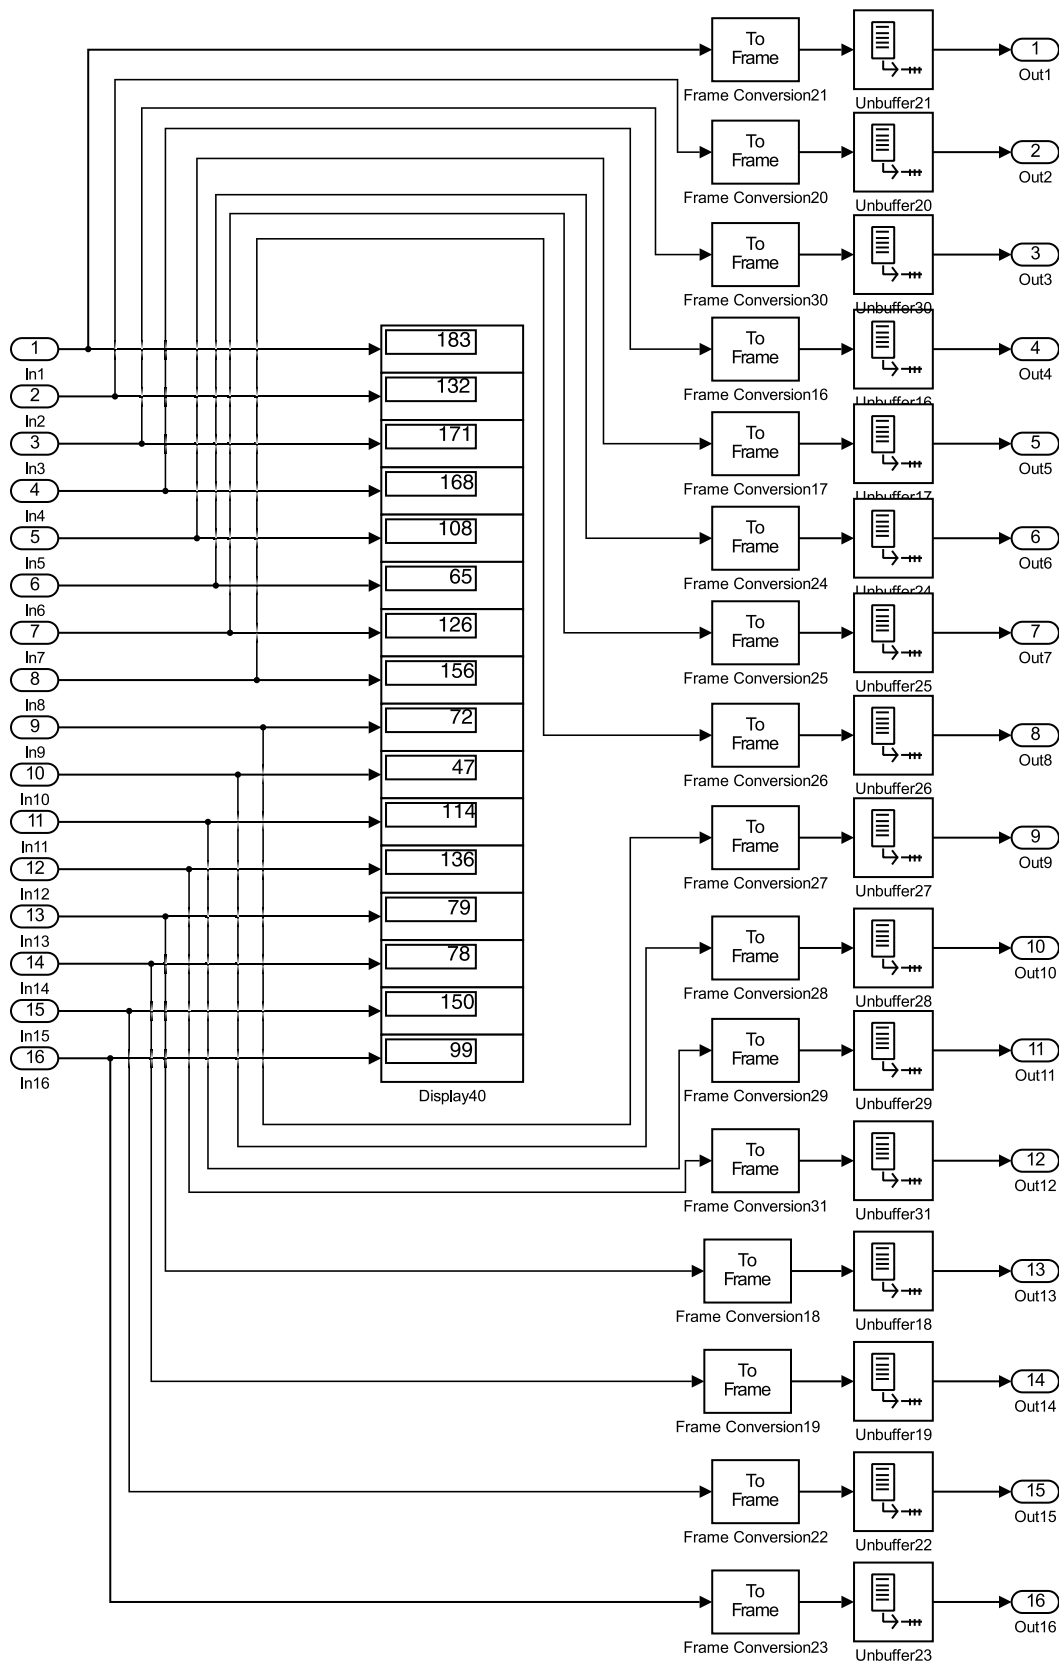 To
Frame
1
Frame Conversion21
Unbuffer21
Out1
To
Frame
2
Frame Conversion20
Unbuffer20
Out2
To
Frame
3
Frame Conversion30
Unbuffer30
Out3
1
In1
183
To
Frame
4
Frame Conversion16
Unbuffer16
Out4
2
In2
132
3
In3
171
To
Frame
5
Frame Conversion17
Unbuffer17
Out5
4
In4
168
5
In5
108
To
Frame
6
Frame Conversion24
Unbuffer24
Out6
6
In6
65
7
In7
126
To
Frame
7
Frame Conversion25
Unbuffer25
Out7
8
In8
156
9
In9
72
To
Frame
8
Frame Conversion26
Unbuffer26
Out8
10
In10
47
11
In11
114
To
Frame
9
Frame Conversion27
Unbuffer27
Out9
12
In12
136
13
In13
79
To
Frame
10
Frame Conversion28
Unbuffer28
Out10
14
In14
78
15
In15
150
16
In16
99
Display40
To
Frame
11
Frame Conversion29
Unbuffer29
Out11
To
Frame
12
Frame Conversion31
Unbuffer31
Out12
To
Frame
13
Frame Conversion18
Unbuffer18
Out13
To
Frame
14
Frame Conversion19
Unbuffer19
Out14
To
Frame
15
Frame Conversion22
Unbuffer22
Out15
To
Frame
16
Frame Conversion23
Unbuffer23
Out16